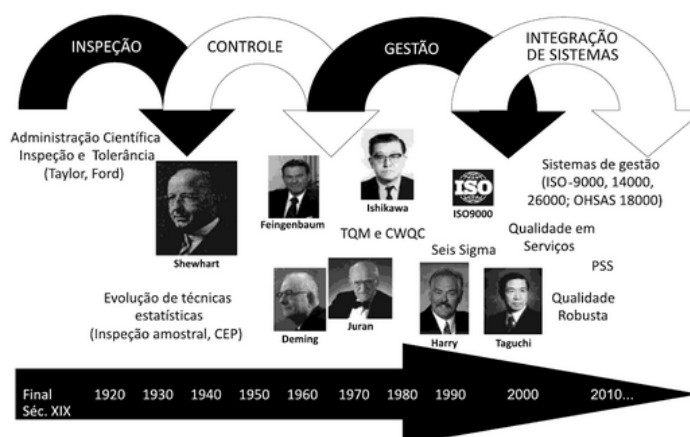 INSPEÇÃO
CONTROLE
GESTÃO
INTEGRAÇÃO
DE SISTEMAS
Administração Científica
Inspeção e Tolerância
(Taylor, Ford)
Shewhart
Feingenbaum
Ishikawa
ISO
ISO9000
Sistemas de gestão
(ISO-9000, 14000,
26000; OHSAS 18000)
TQM e CWQC
Seis Sigma
Qualidade em
Serviços
PSS
Evolução de técnicas
estatísticas
(Inspeção amostral, CEP)
Deming
Juran
Harry
Taguchi
Qualidade
Robusta
Final
Séc. XIX
1920 1930 1940 1950 1960 1970 1980 1990 2000 2010...